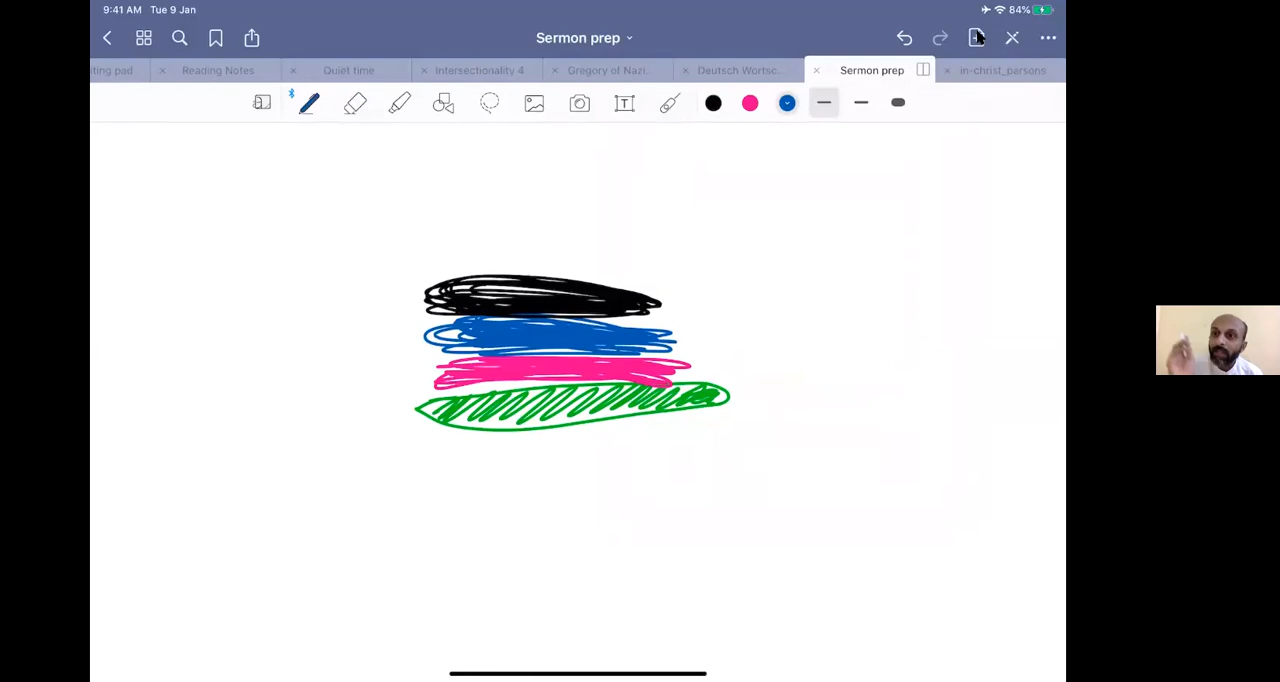 9:41 AM Tue 9 Jan 84%
Sermon prep
iting pad Reading Notes Quiet time Intersectionality 4 Gregory of Nazi... Deutsch Wortsc... Sermon prep in-christ_parsons
T